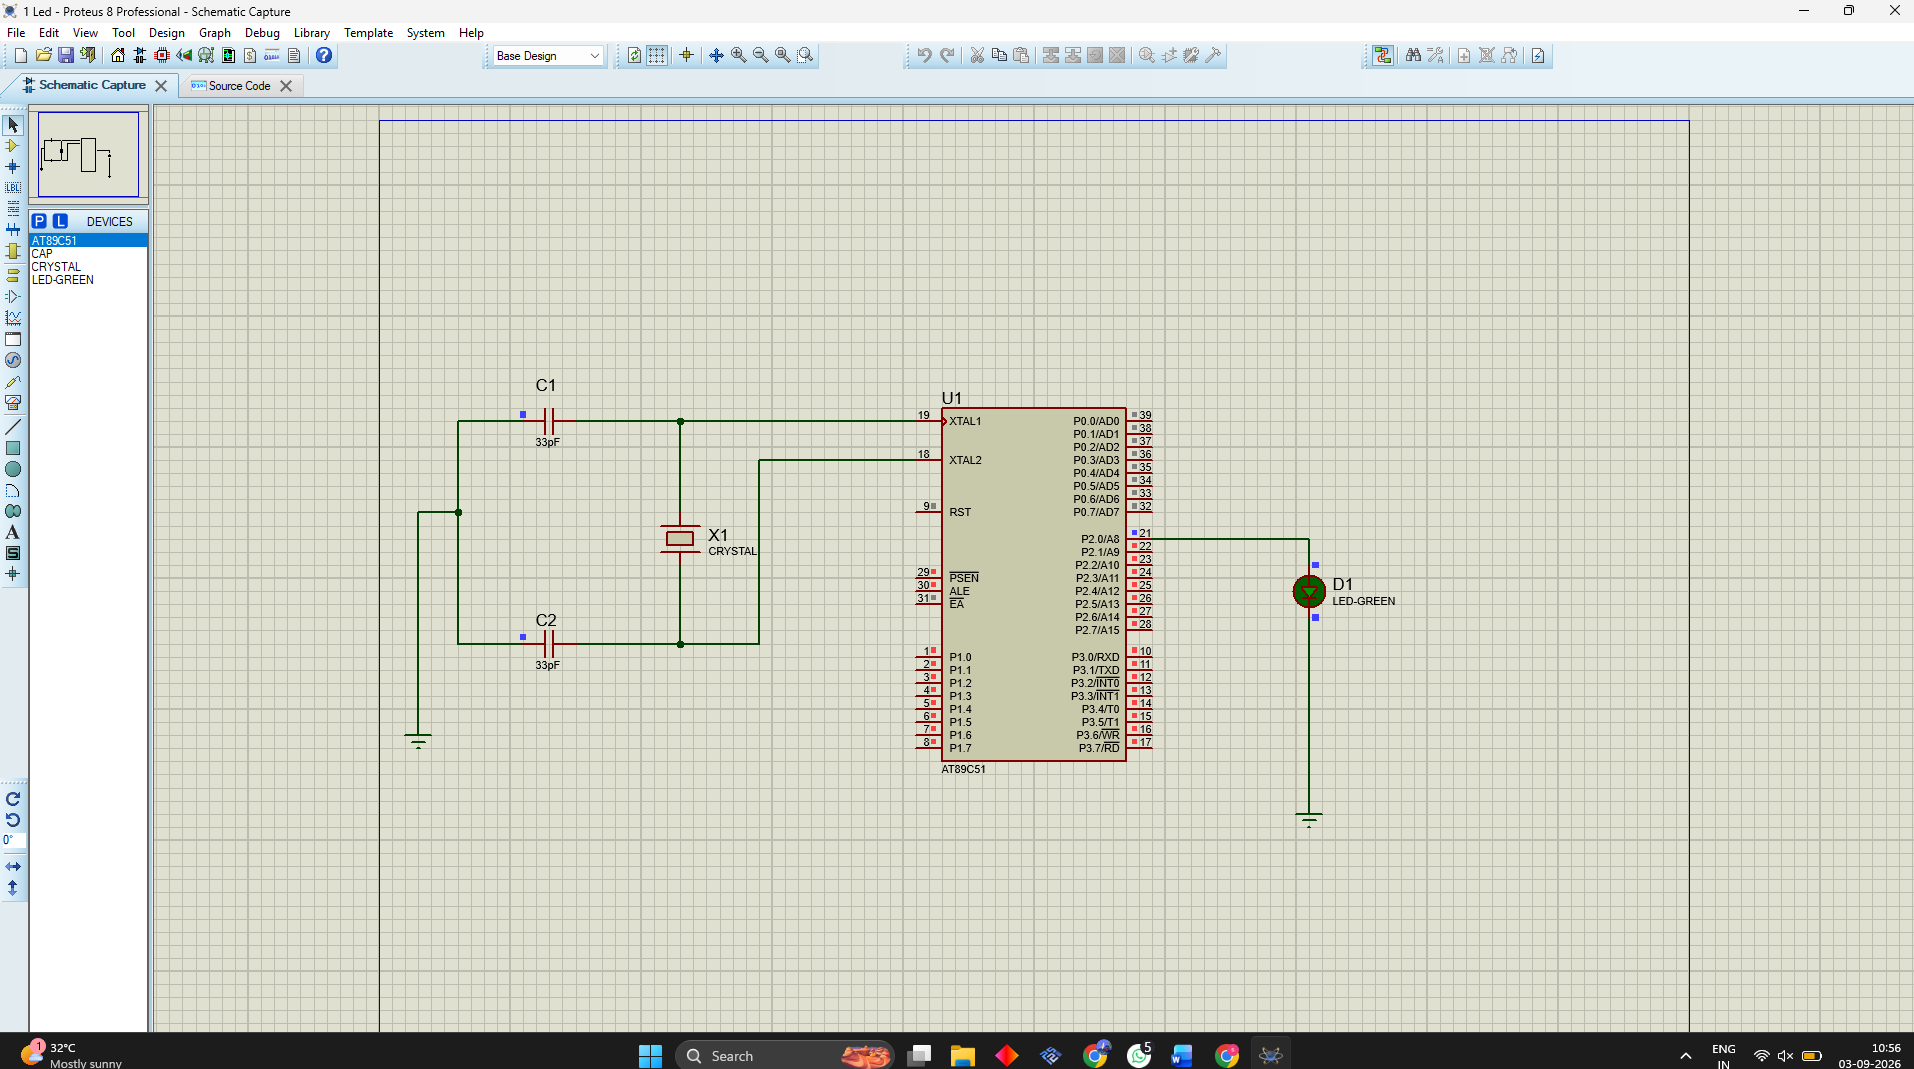 1 Led - Proteus 8 Professional - Schematic Capture
File Edit View Tool Design Graph Debug Library Template System Help
Base Design
Schematic Capture
Source Code
P L DEVICES
AT89C51
CAP
CRYSTAL
LED-GREEN
LBL
A
S
0°
C1
33pF
C2
33pF
X1
CRYSTAL
U1
19 XTAL1
18 XTAL2
9 RST
29 PSEN
30 ALE
31 EA
1 P1.0
2 P1.1
3 P1.2
4 P1.3
5 P1.4
6 P1.5
7 P1.6
8 P1.7
P0.0/AD0 39
P0.1/AD1 38
P0.2/AD2 37
P0.3/AD3 36
P0.4/AD4 35
P0.5/AD5 34
P0.6/AD6 33
P0.7/AD7 32
P2.0/A8 21
P2.1/A9 22
P2.2/A10 23
P2.3/A11 24
P2.4/A12 25
P2.5/A13 26
P2.6/A14 27
P2.7/A15 28
P3.0/RXD 10
P3.1/TXD 11
P3.2/INT0 12
P3.3/INT1 13
P3.4/T0 14
P3.5/T1 15
P3.6/WR 16
P3.7/RD 17
AT89C51
D1
LED-GREEN
1
32°C
Mostly sunny
Search
5
W
ENG
IN
10:56
03-09-2026